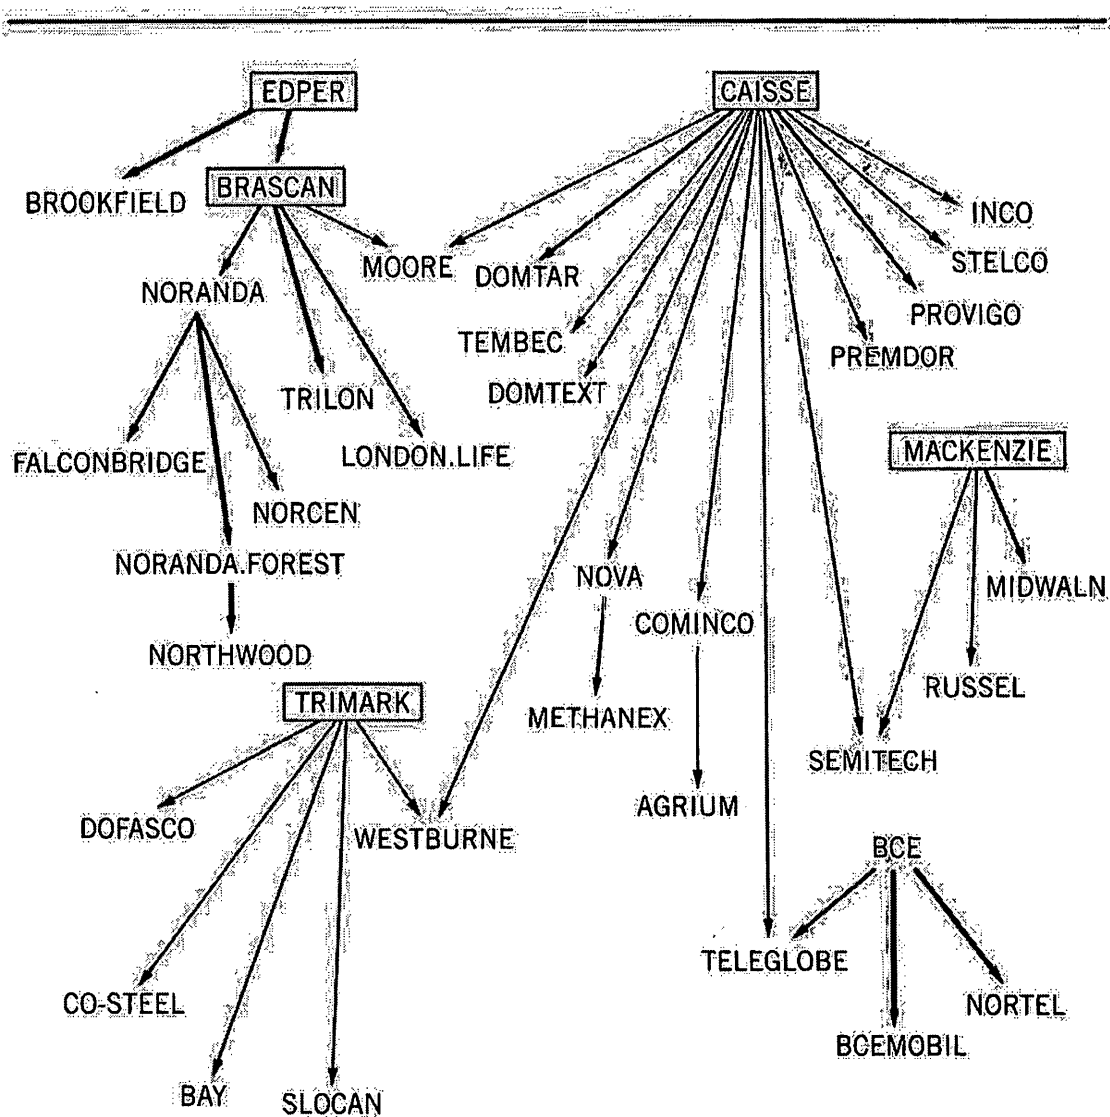 EDPER
CAISSE
BRASCAN
BROOKFIELD
INCO
MOORE
STELCO
DOMTAR
NORANDA
PROVIGO
TEMBEC
PREMDOR
DOMTEXT
TRILON
MACKENZIE
LONDON.LIFE
FALCONBRIDGE
NORCEN
NORANDA.FOREST
NOVA
MIDWALN
COMINCO
NORTHWOOD
RUSSEL
TRIMARK
METHANEX
SEMITECH
AGRIUM
DOFASCO
WESTBURNE
BCE
TELEGLOBE
CO-STEEL
NORTEL
BCEMOBIL
BAY
SLOCAN